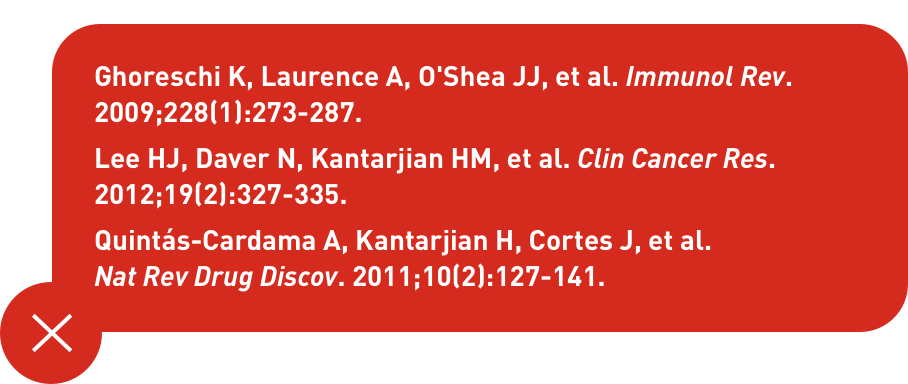 Ghoreschi K, Laurence A, O'Shea JJ, et al. Immunol Rev.
2009;228(1):273-287.
Lee HJ, Daver N, Kantarjian HM, et al. Clin Cancer Res.
2012;19(2):327-335.
Quintás-Cardama A, Kantarjian H, Cortes J, et al.
Nat Rev Drug Discov. 2011;10(2):127-141.